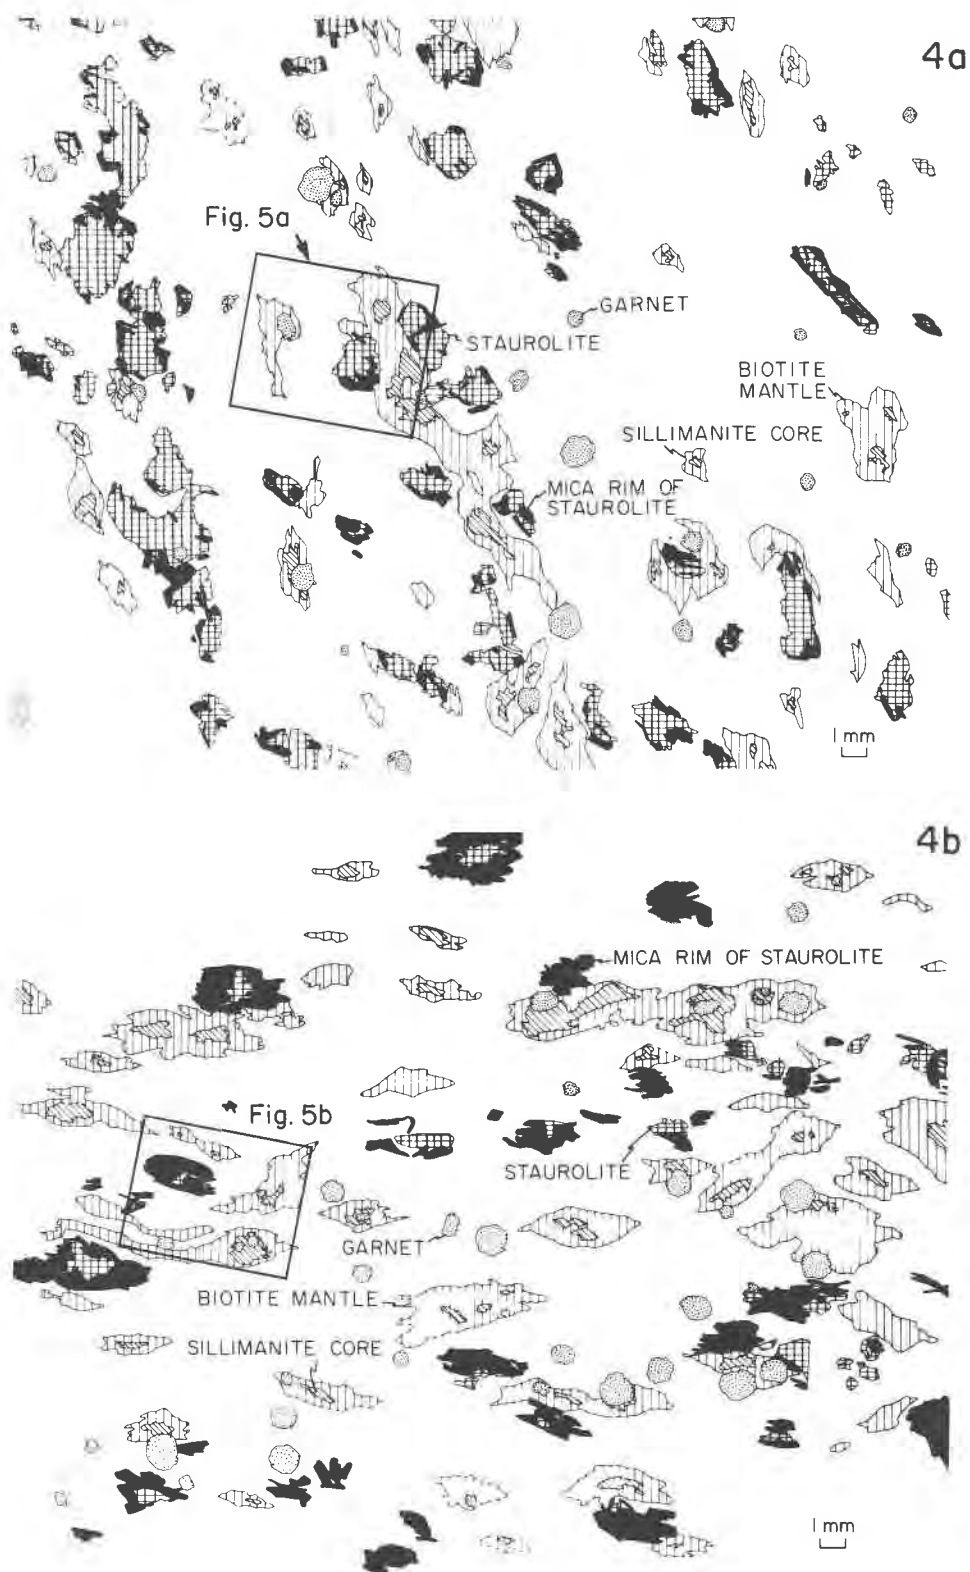 4a
Fig. 5a
GARNET
STAUROLITE
BIOTITE
MANTLE
SILLIMANITE CORE
MICA RIM OF
STAUROLITE
1 mm
4b
MICA RIM OF STAUROLITE
Fig. 5b
STAUROLITE
GARNET
BIOTITE MANTLE
SILLIMANITE CORE
1 mm